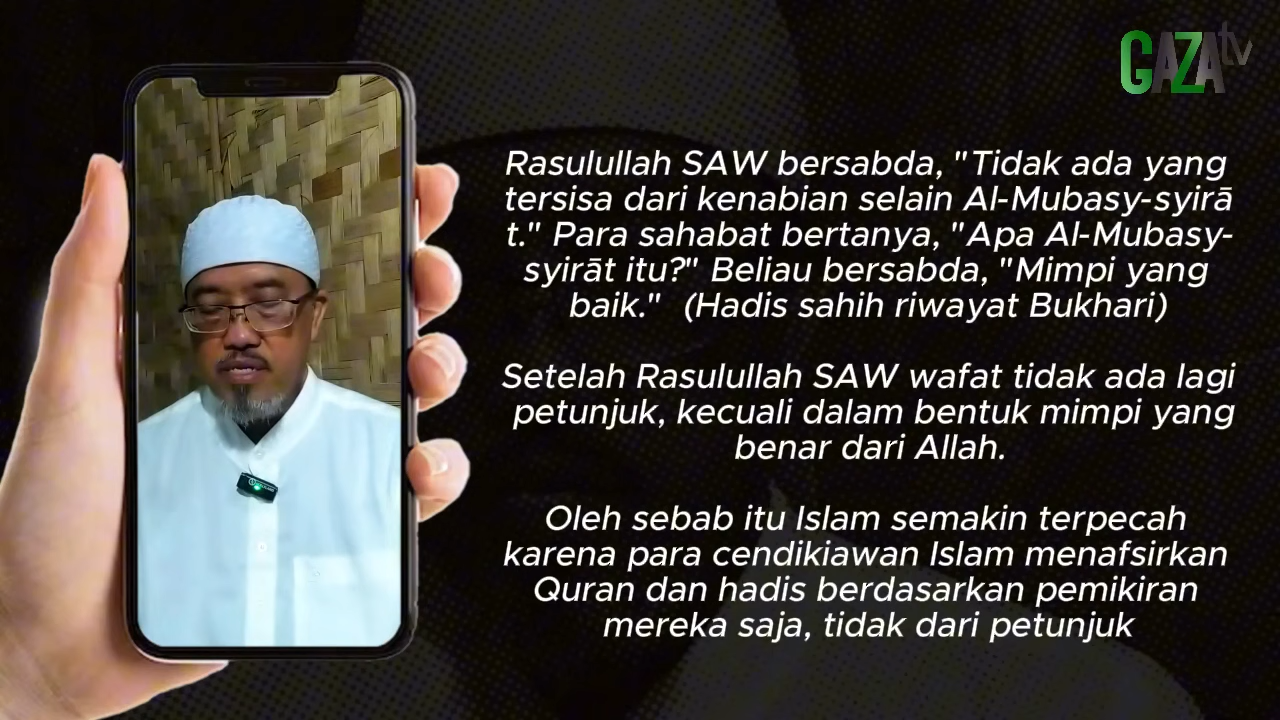 GAZA tv
Rasulullah SAW bersabda, "Tidak ada yang
tersisa dari kenabian selain Al-Mubasy-syirā
t." Para sahabat bertanya, "Apa Al-Mubasy-
syirāt itu?" Beliau bersabda, "Mimpi yang
baik."  (Hadis sahih riwayat Bukhari)
Setelah Rasulullah SAW wafat tidak ada lagi
petunjuk, kecuali dalam bentuk mimpi yang
benar dari Allah.
Oleh sebab itu Islam semakin terpecah
karena para cendikiawan Islam menafsirkan
Quran dan hadis berdasarkan pemikiran
mereka saja, tidak dari petunjuk